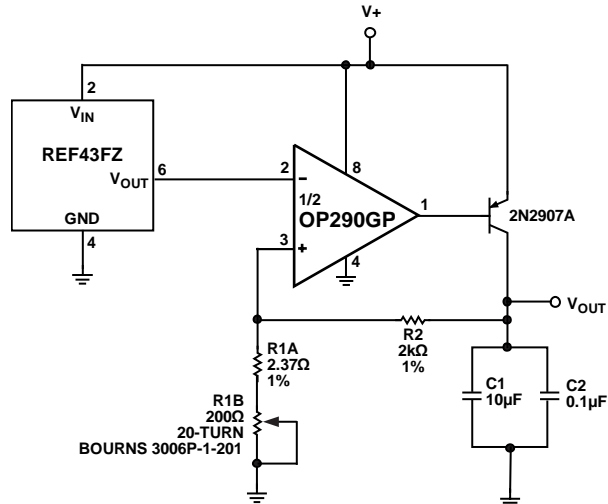 V+
2
VIN
REF43FZ
VOUT
6
GND
4
2
−
8
1/2
OP290GP
1
3
+
4
2N2907A
VOUT
R2
2kΩ
1%
R1A
2.37Ω
1%
R1B
200Ω
20-TURN
BOURNS 3006P-1-201
C1
10μF
C2
0.1μF